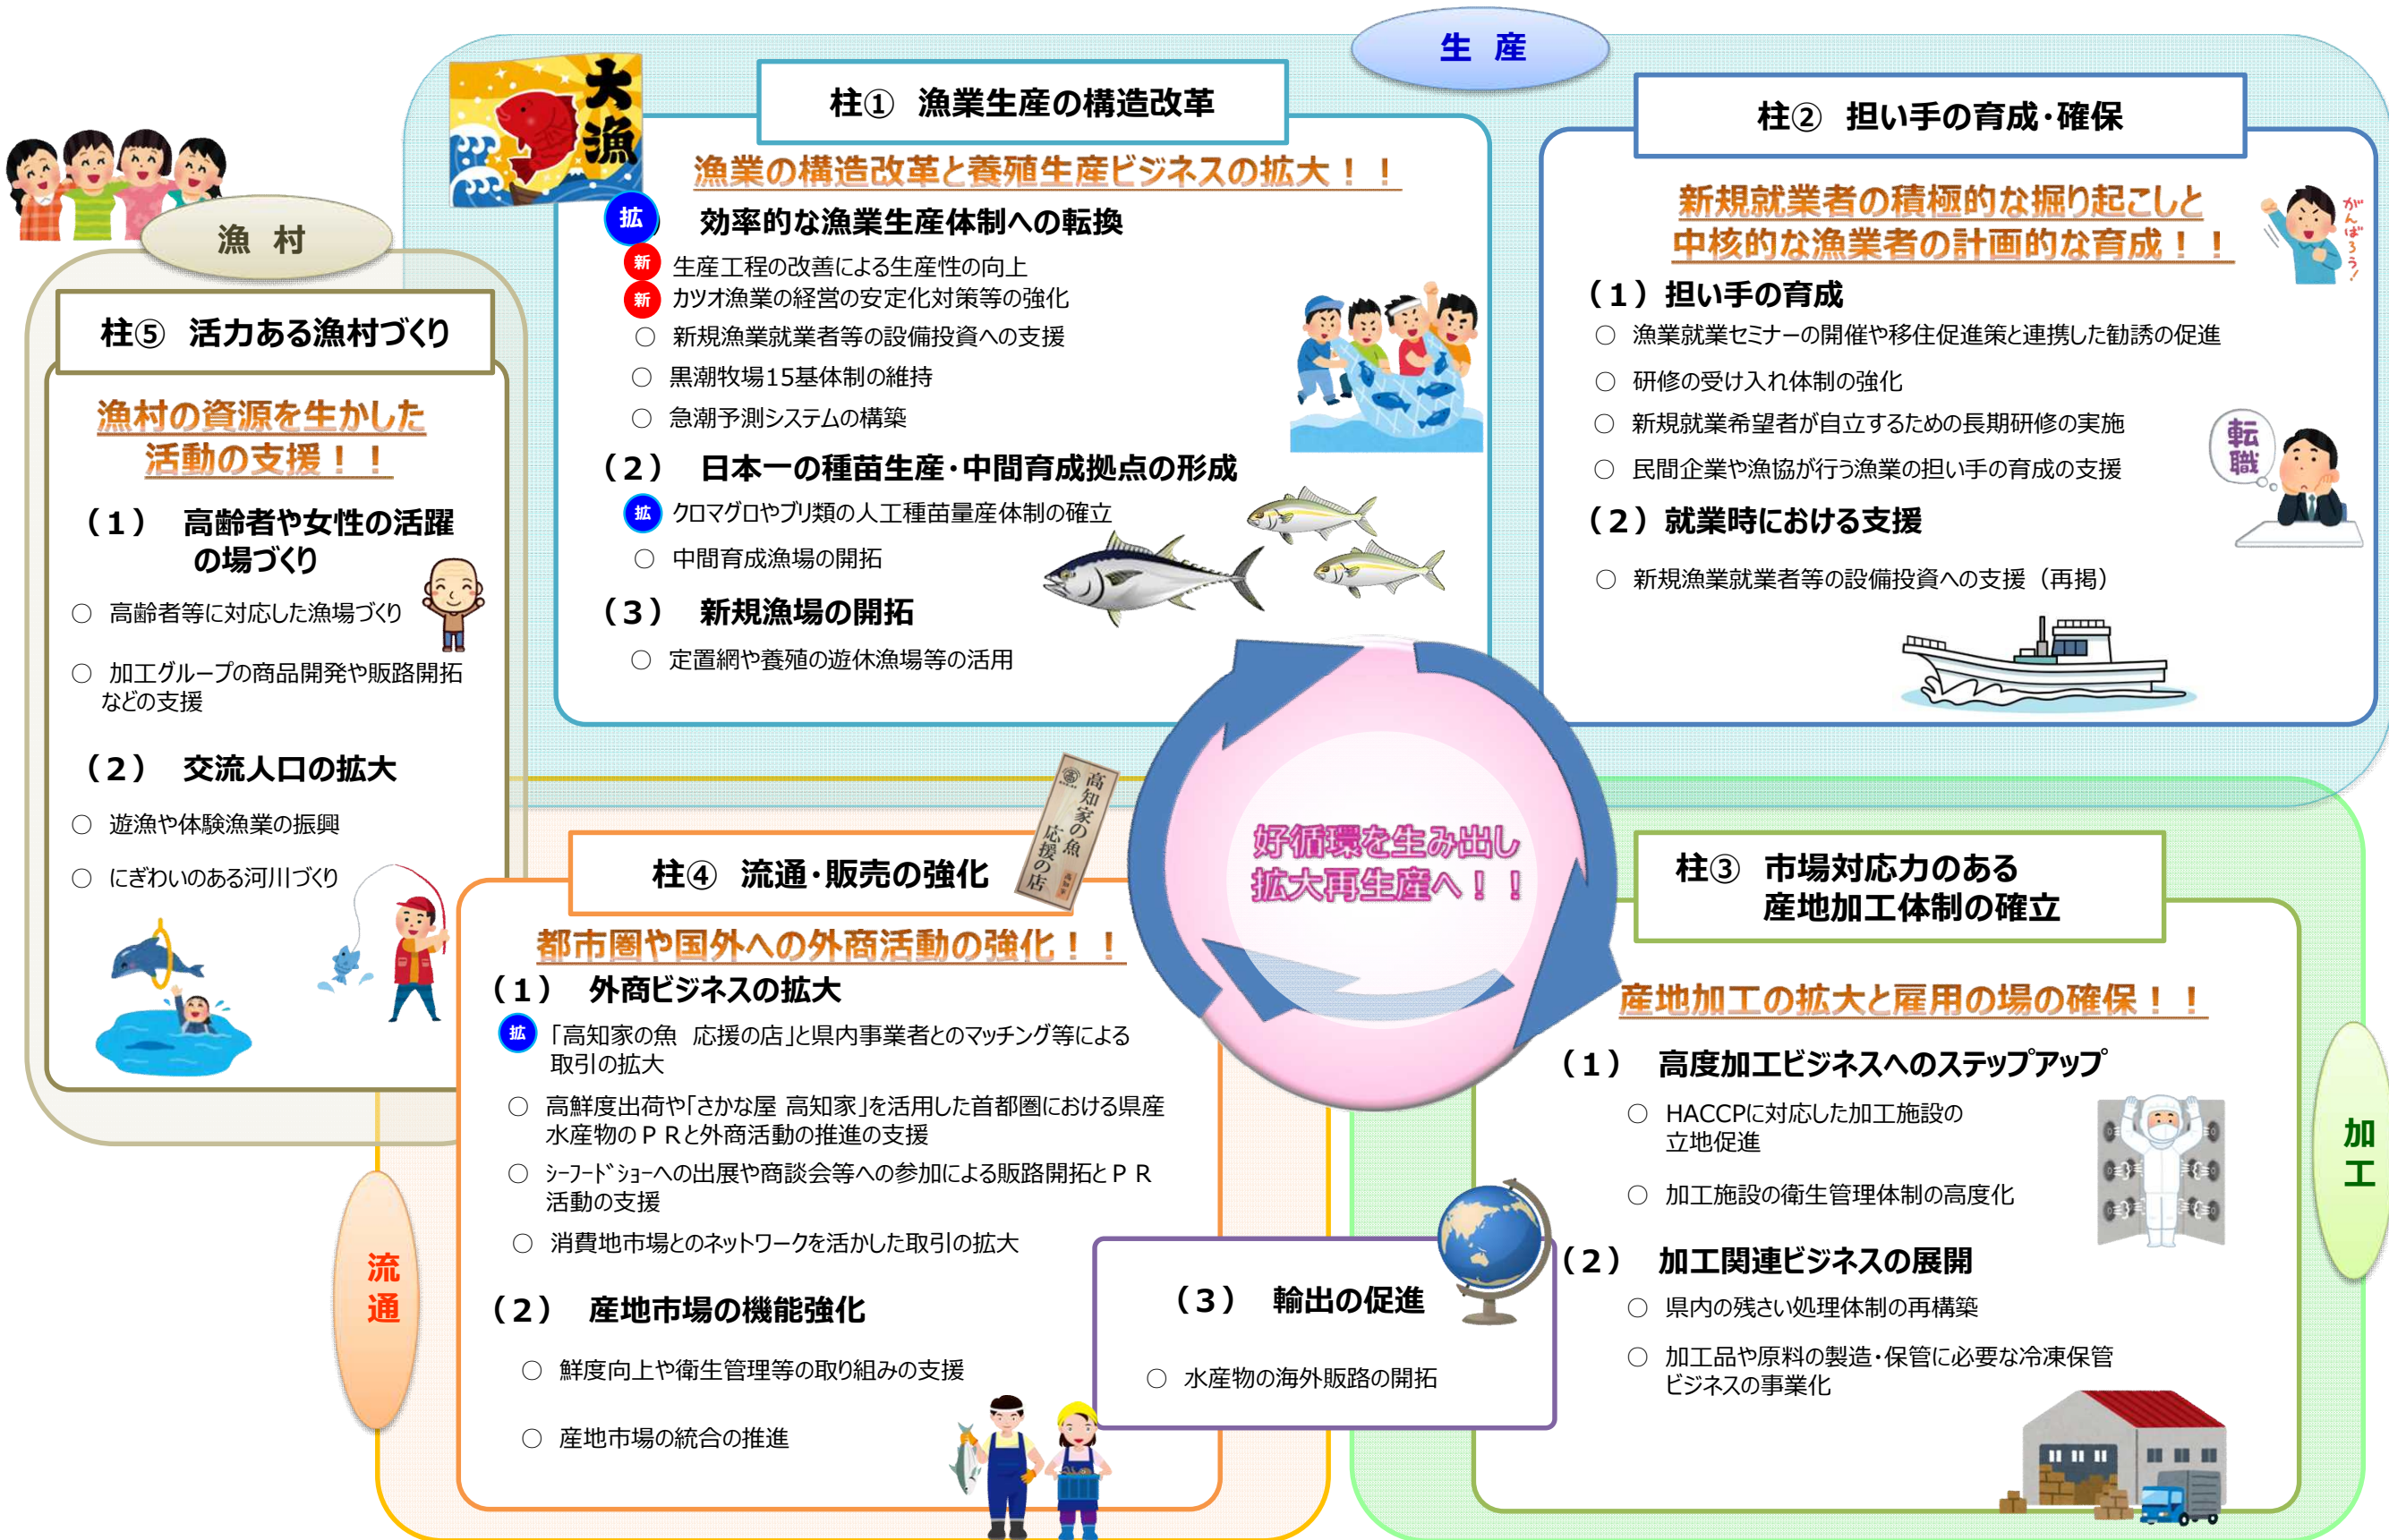 生 産
大漁
柱① 漁業生産の構造改革
漁業の構造改革と養殖生産ビジネスの拡大！！
拡 ） 効率的な漁業生産体制への転換
新 生産工程の改善による生産性の向上
新 カツオ漁業の経営の安定化対策等の強化
○ 新規漁業就業者等の設備投資への支援
○ 黒潮牧場15基体制の維持
○ 急潮予測システムの構築
（２） 日本一の種苗生産・中間育成拠点の形成
拡 クロマグロやブリ類の人工種苗量産体制の確立
○ 中間育成漁場の開拓
（３） 新規漁場の開拓
○ 定置網や養殖の遊休漁場等の活用
柱② 担い手の育成・確保
新規就業者の積極的な掘り起こしと
中核的な漁業者の計画的な育成！！
がんばろう！
（１）担い手の育成
○ 漁業就業セミナーの開催や移住促進策と連携した勧誘の促進
○ 研修の受け入れ体制の強化
○ 新規就業希望者が自立するための長期研修の実施
○ 民間企業や漁協が行う漁業の担い手の育成の支援
転職
（２）就業時における支援
○ 新規漁業就業者等の設備投資への支援（再掲）
漁 村
柱⑤ 活力ある漁村づくり
漁村の資源を生かした
活動の支援！！
（１） 高齢者や女性の活躍
の場づくり
○ 高齢者等に対応した漁場づくり
○ 加工グループの商品開発や販路開拓
などの支援
（２） 交流人口の拡大
○ 遊漁や体験漁業の振興
○ にぎわいのある河川づくり
好循環を生み出し
拡大再生産へ！！
流通
柱④ 流通・販売の強化
高知家の魚
応援の店
都市圏や国外への外商活動の強化！！
（１） 外商ビジネスの拡大
拡 「高知家の魚 応援の店」と県内事業者とのマッチング等による
取引の拡大
○ 高鮮度出荷や「さかな屋 高知家」を活用した首都圏における県産
水産物のＰＲと外商活動の推進の支援
○ ｼｰﾌｰﾄﾞｼｮｰへの出展や商談会等への参加による販路開拓とＰＲ
活動の支援
○ 消費地市場とのネットワークを活かした取引の拡大
（２） 産地市場の機能強化
○ 鮮度向上や衛生管理等の取り組みの支援
○ 産地市場の統合の推進
（３） 輸出の促進
○ 水産物の海外販路の開拓
加工
柱③ 市場対応力のある
産地加工体制の確立
産地加工の拡大と雇用の場の確保！！
（１） 高度加工ビジネスへのステップアップ
○ HACCPに対応した加工施設の
立地促進
○ 加工施設の衛生管理体制の高度化
（２） 加工関連ビジネスの展開
○ 県内の残さい処理体制の再構築
○ 加工品や原料の製造・保管に必要な冷凍保管
ビジネスの事業化